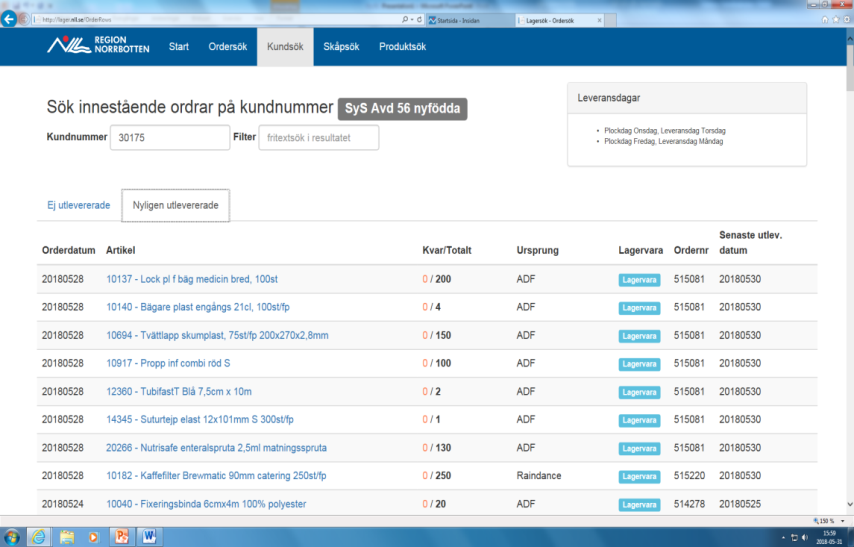 http://lager.nll.se/OrderRows
Startsida - Insidan
Lagersök - Ordersök
REGION
NORRBOTTEN
Start Ordersök Kundsök Skåpsök Produktsök
Sök innestående ordrar på kundnummer SyS Avd 56 nyfödda
Kundnummer 30175 Filter fritextsök i resultatet
Leveransdagar
• Plockdag Onsdag, Leveransdag Torsdag
• Plockdag Fredag, Leveransdag Måndag
Ej utlevererade Nyligen utlevererade
Orderdatum Artikel Kvar/Totalt Ursprung Lagervara Ordernr Senaste utlev. datum
20180528 10137 - Lock pl f bäg medicin bred, 100st 0 / 200 ADF Lagervara 515081 20180530
20180528 10140 - Bägare plast engångs 21cl, 100st/fp 0 / 4 ADF Lagervara 515081 20180530
20180528 10694 - Tvättlapp skumplast, 75st/fp 200x270x2,8mm 0 / 150 ADF Lagervara 515081 20180530
20180528 10917 - Propp inf combi röd S 0 / 100 ADF Lagervara 515081 20180530
20180528 12360 - TubifastT Blå 7,5cm x 10m 0 / 2 ADF Lagervara 515081 20180530
20180528 14345 - Suturtejp elast 12x101mm S 300st/fp 0 / 1 ADF Lagervara 515081 20180530
20180528 20266 - Nutrisafe enteralspruta 2,5ml matningsspruta 0 / 130 ADF Lagervara 515081 20180530
20180528 10182 - Kaffefilter Brewmatic 90mm catering 250st/fp 0 / 250 Raindance Lagervara 515220 20180530
20180524 10040 - Fixeringsbinda 6cmx4m 100% polyester 0 / 20 ADF Lagervara 514278 20180525
150 %
15:59
2018-05-31